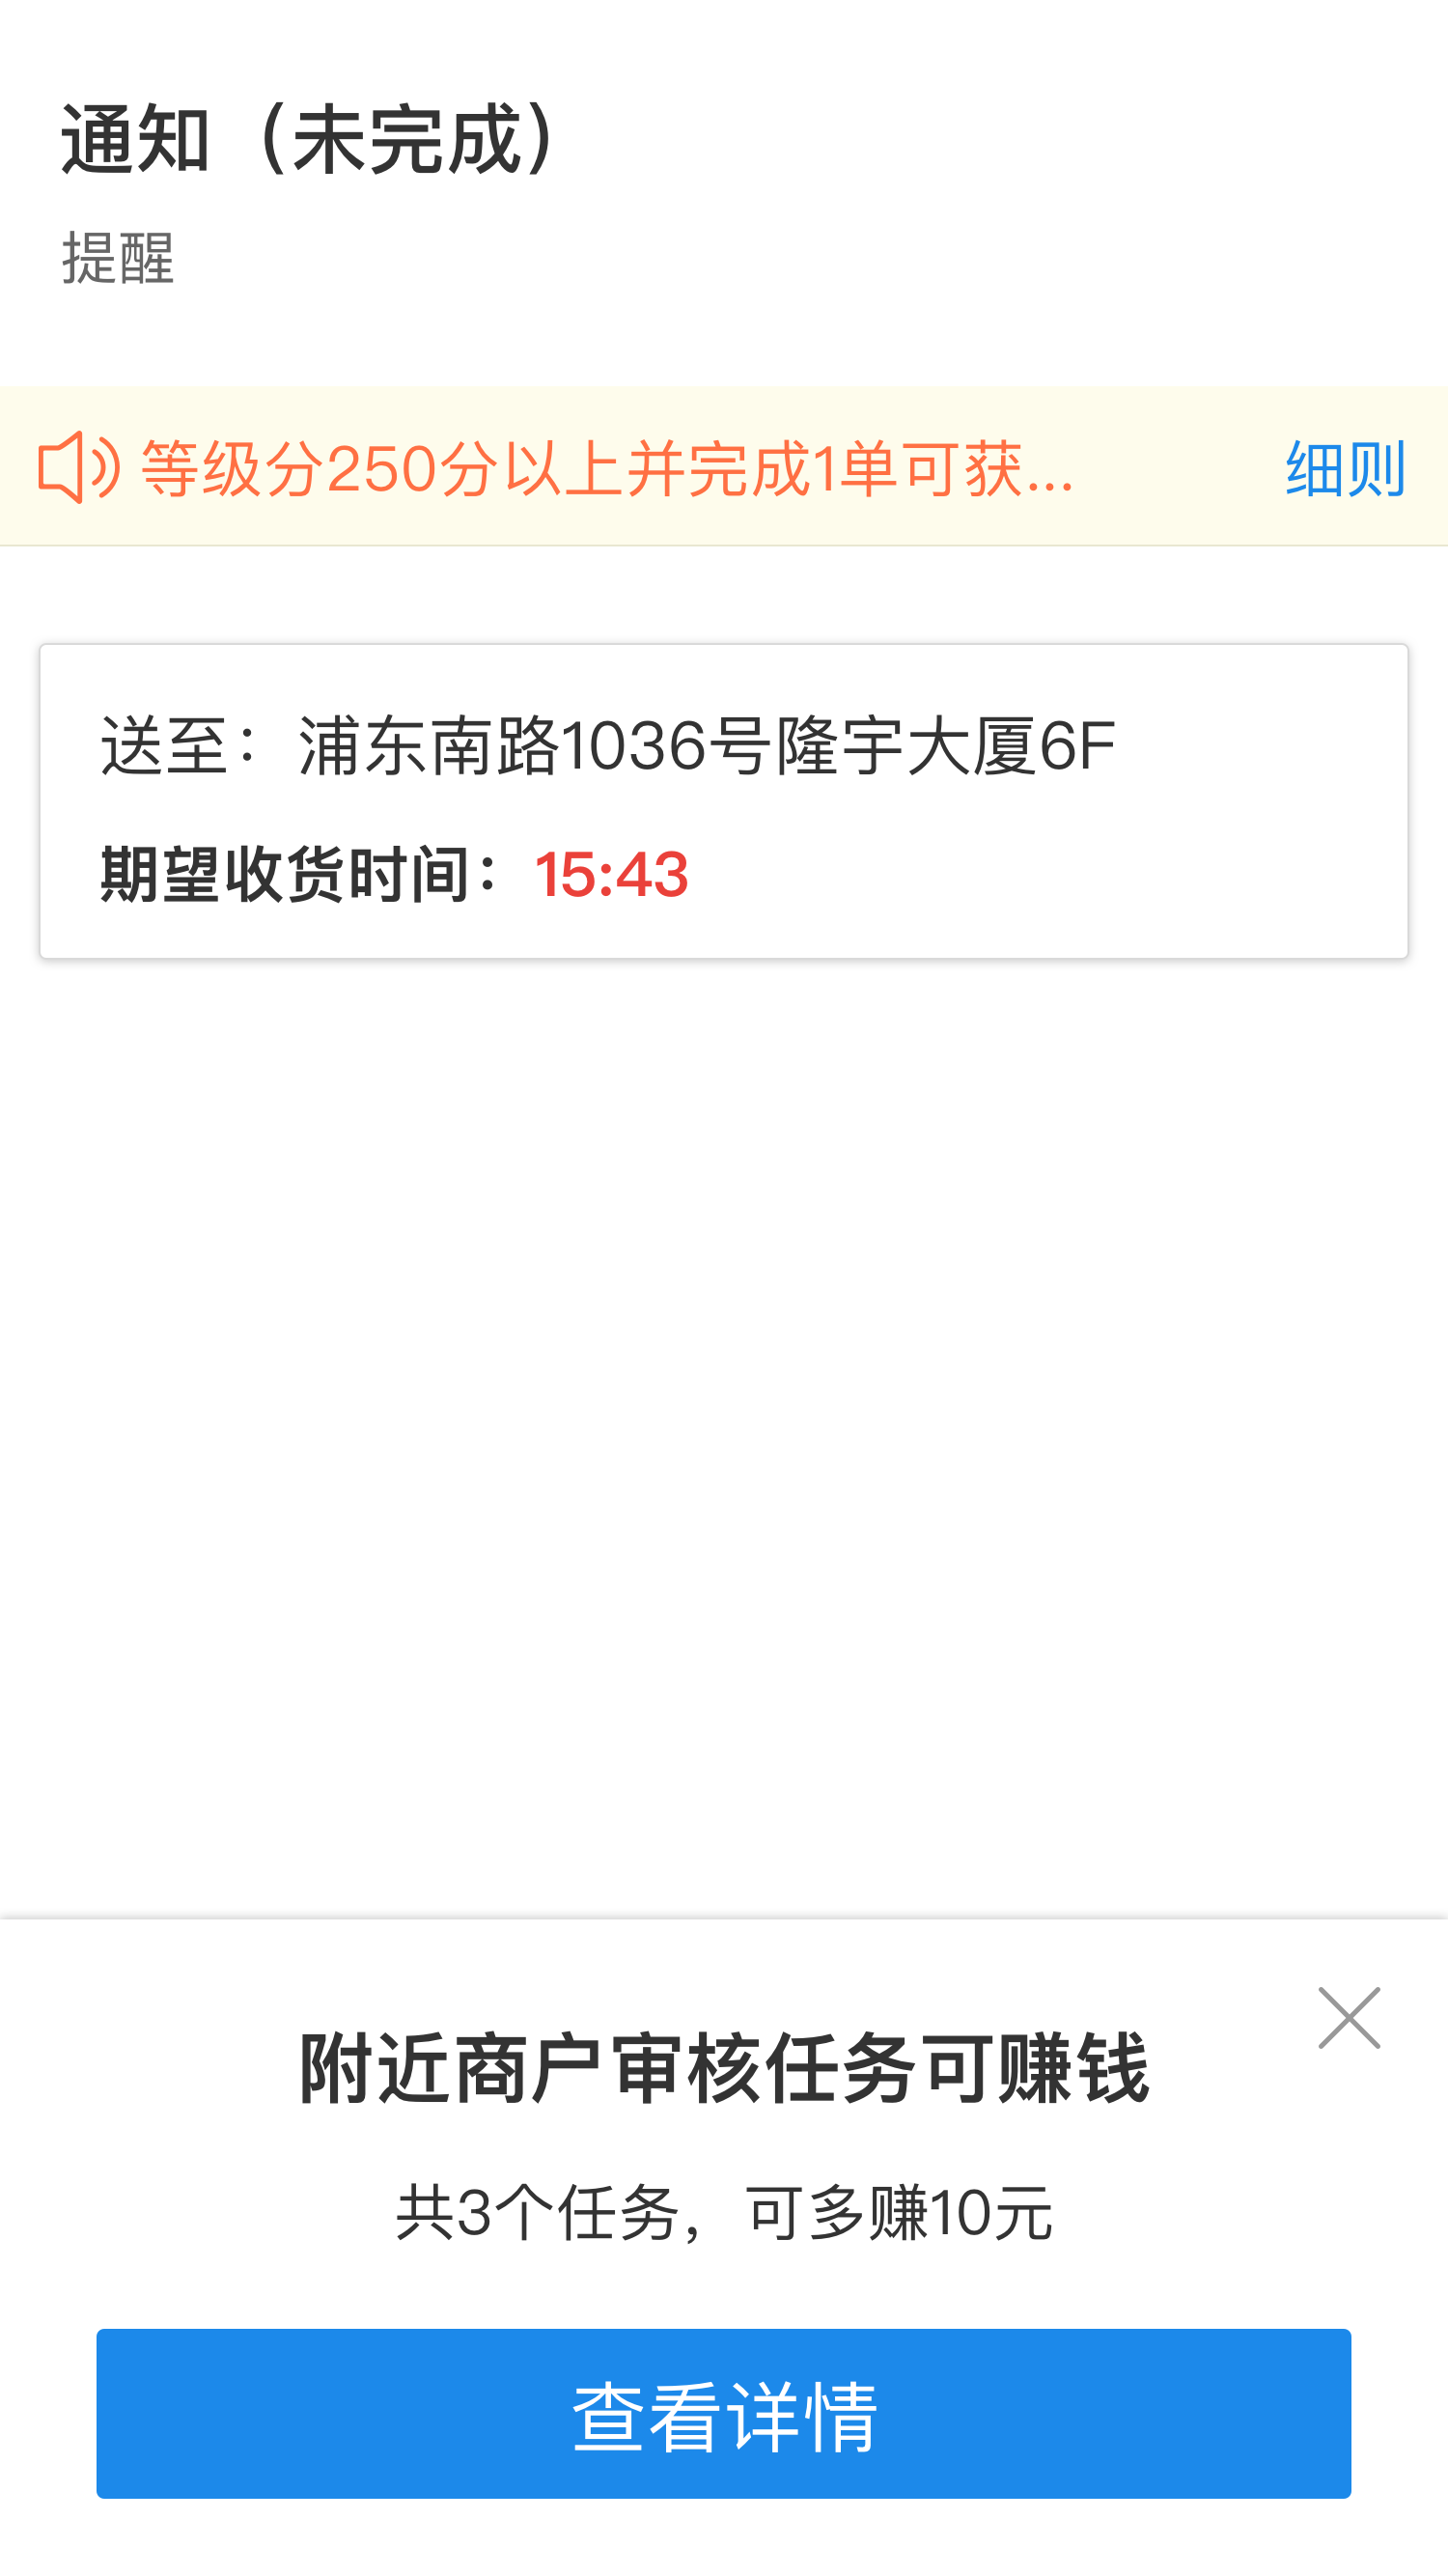 通知（未完成）
提醒
等级分250分以上并完成1单可获...
细则
送至：浦东南路1036号隆宇大厦6F
期望收货时间：15:43
附近商户审核任务可赚钱
共3个任务，可多赚10元
查看详情